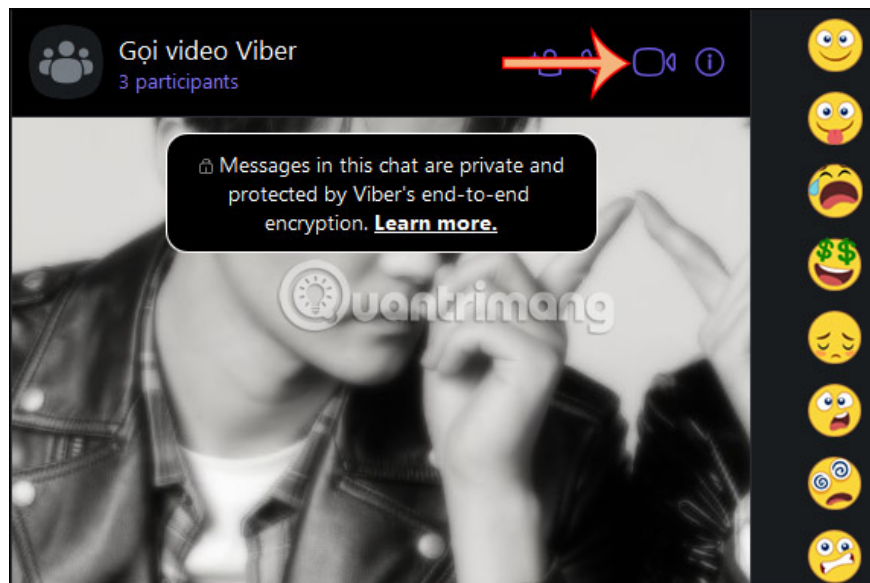 Gọi video Viber
3 participants
Messages in this chat are private and
protected by Viber's end-to-end
encryption. Learn more.
Quantrimang